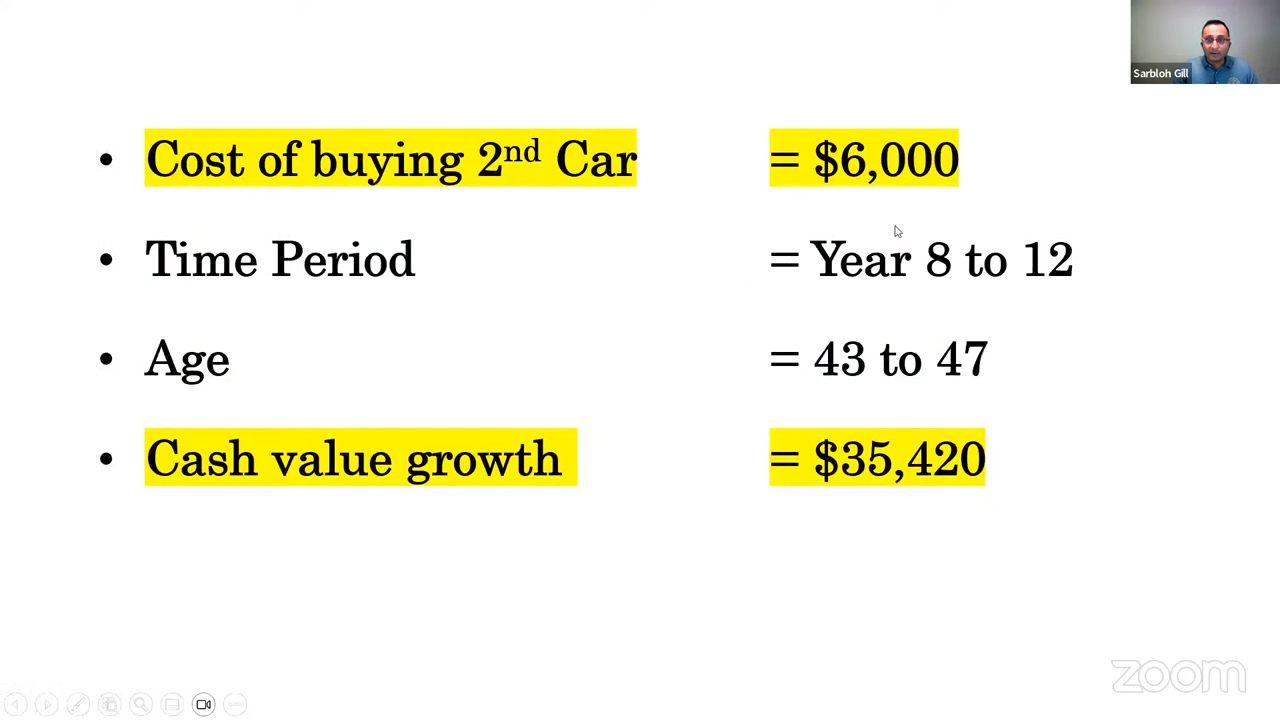 Sarbloh Gill
• Cost of buying 2nd Car = $6,000
• Time Period = Year 8 to 12
• Age = 43 to 47
• Cash value growth = $35,420
zoom